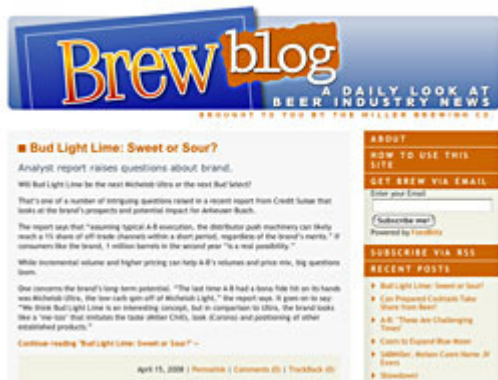 Brew blog
A DAILY LOOK AT
BEER INDUSTRY NEWS
BROUGHT TO YOU BY THE MILLER BREWING CO.
Bud Light Lime: Sweet or Sour?
Analyst report raises questions about brand.
Will Bud Light Lime be the next Michelob Ultra or the next Bud Select?
That's one of a number of intriguing questions raised in a recent report from Credit Suisse that
looks at the brand's prospects and potential impact for Anheuser-Busch.
The report says that "assuming typical A-B execution, the distributor push machinery can likely
reach a 15% share of off-trade channels within a short period, regardless of the brand's merits." If
consumers like the brand, 1 million barrels in the second year "is a real possibility."
While incremental volume and higher pricing can help A-B's volumes and price mix, big questions
loom.
One concerns the brand's long-term potential. "The last time A-B had a bona fide hit on its hands
was Michelob Ultra, the low-carb spin off of Michelob Light," the report says. It goes on to say:
"We think Bud Light Lime is an interesting concept, but in comparison to Ultra, the brand looks
like a 'me-too' that imitates the taste (Miller Chill), look (Corona) and positioning of other
established products."
Continue reading "Bud Light Lime: Sweet or Sour?" »
April 15, 2008 | Permalink | Comments (0) | TrackBack (0)
ABOUT
HOW TO USE THIS
SITE
GET BREW VIA EMAIL
Enter your Email
Subscribe me!
Powered by FeedBlitz
SUBSCRIBE VIA RSS
RECENT POSTS
Bud Light Lime: Sweet or Sour?
Can Prepared Cocktails Take
Share from Beer?
A-B: "These Are Challenging
Times"
Coors to Expand Blue Moon
SABMiller, Molson Coors Name JV
Execs
Showdown!